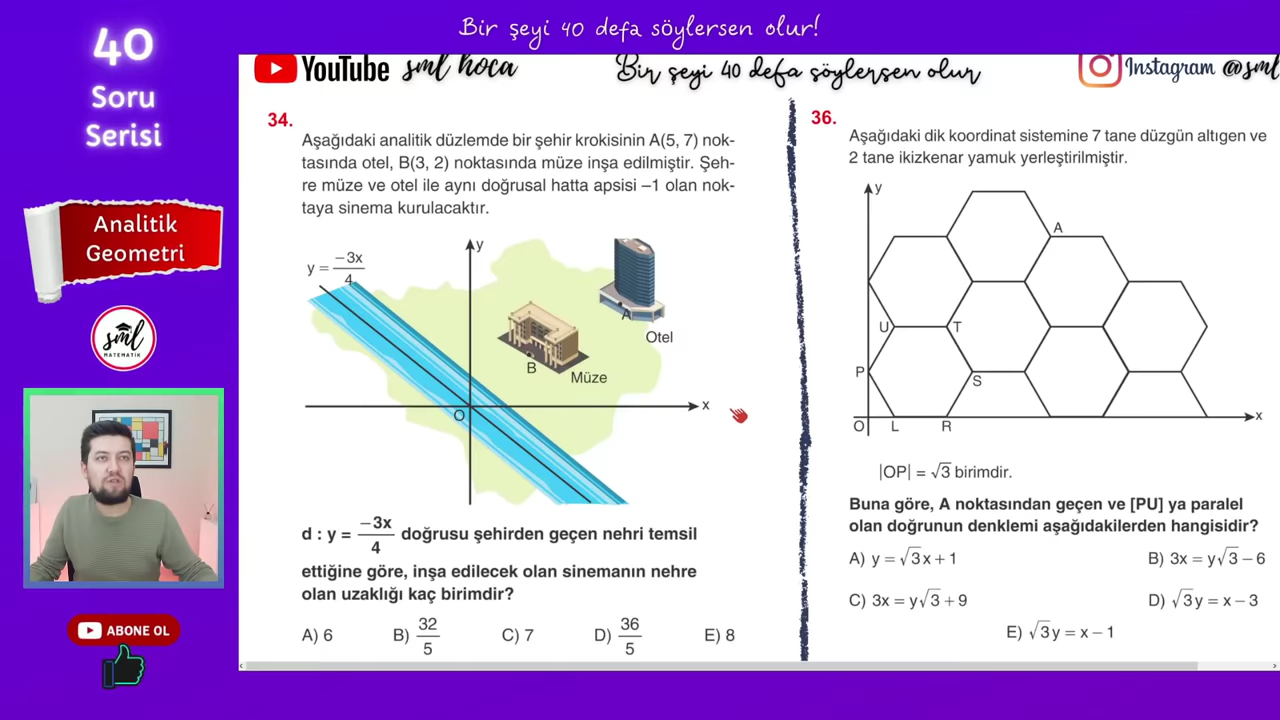 Bir şeyi 40 defa söylersen olur!
40
Soru
Serisi
Analitik
Geometri
sml
MATEMATİK
ABONE OL
YouTube sml hoca
Bir şeyi 40 defa söylersen olur
Instagram @sml
34.
Aşağıdaki analitik düzlemde bir şehir krokisinin A(5, 7) nok-
tasında otel, B(3, 2) noktasında müze inşa edilmiştir. Şeh-
re müze ve otel ile aynı doğrusal hatta apsisi –1 olan nok-
taya sinema kurulacaktır.
y = −3x/4
y
A
Otel
B
Müze
O
x
d : y = −3x/4 doğrusu şehirden geçen nehri temsil
ettiğine göre, inşa edilecek olan sinemanın nehre
olan uzaklığı kaç birimdir?
A) 6 B) 32/5 C) 7 D) 36/5 E) 8
36.
Aşağıdaki dik koordinat sistemine 7 tane düzgün altıgen ve
2 tane ikizkenar yamuk yerleştirilmiştir.
y
A
U T
P S
O L R
x
|OP| = √3 birimdir.
Buna göre, A noktasından geçen ve [PU] ya paralel
olan doğrunun denklemi aşağıdakilerden hangisidir?
A) y = √3x + 1 B) 3x = y√3 − 6
C) 3x = y√3 + 9 D) √3y = x − 3
E) √3y = x − 1